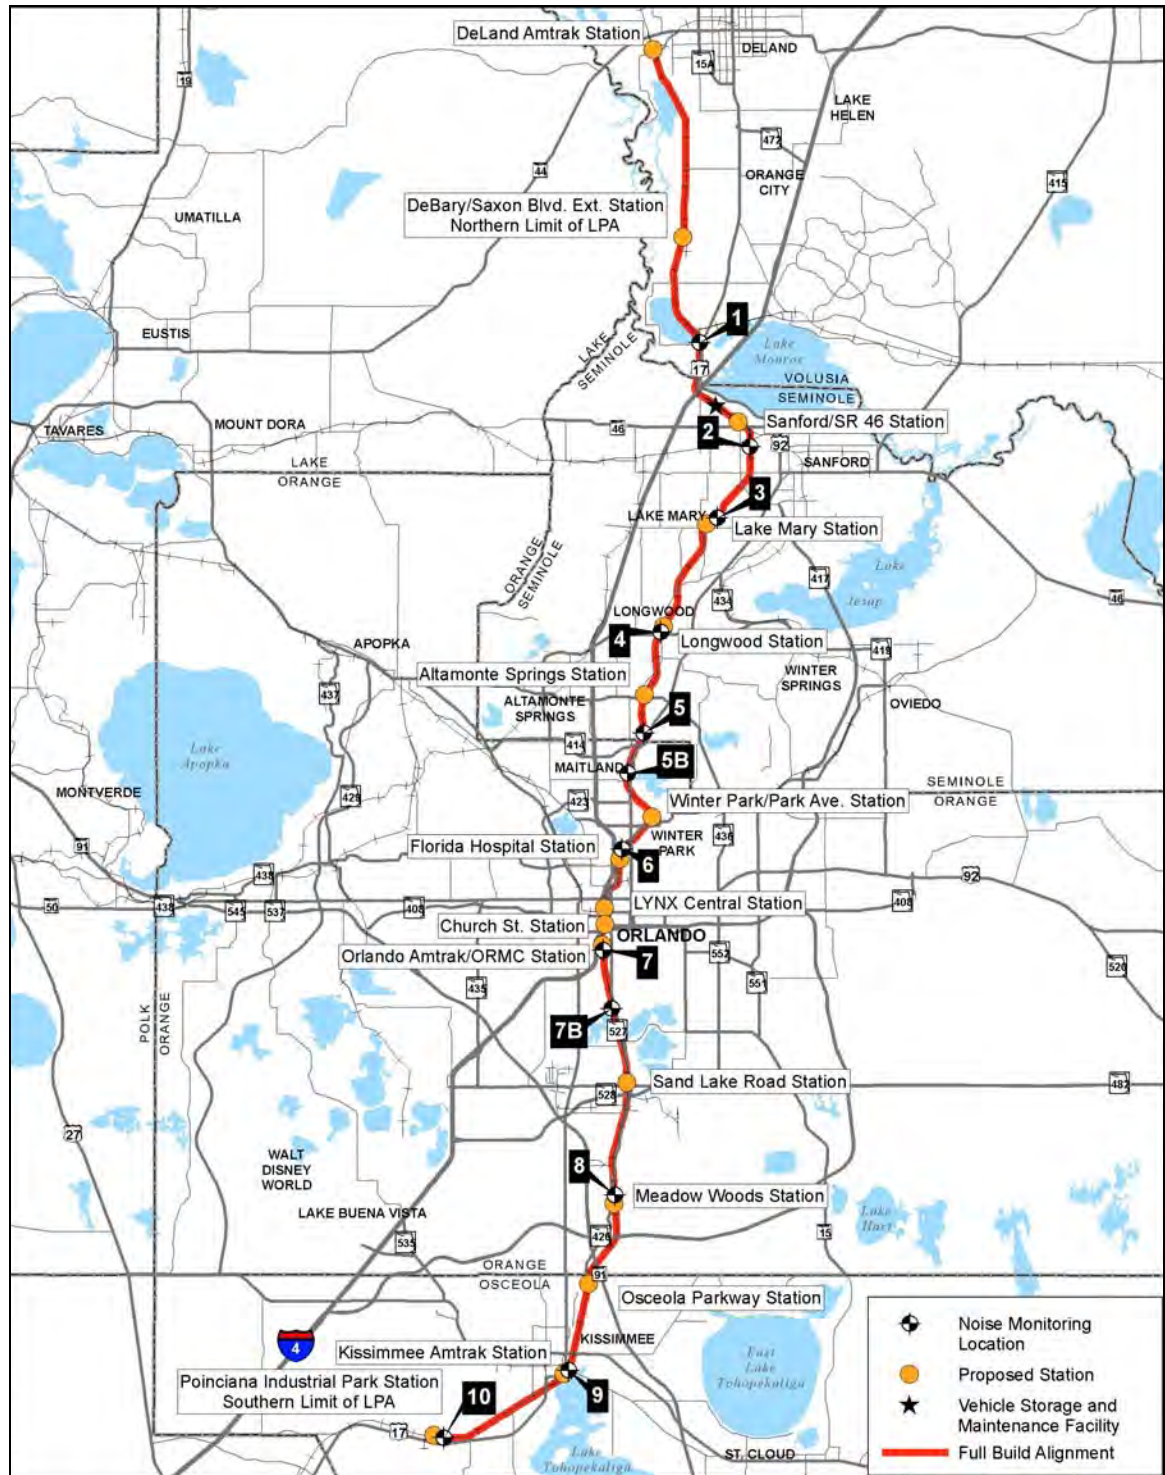 DeLand Amtrak Station
DELAND
15A
19
LAKE
HELEN
472
44
ORANGE
CITY
415
DeBary/Saxon Blvd. Ext. Station
Northern Limit of LPA
UMATILLA
1
EUSTIS
LAKE
SEMINOLE
Lake
Monroe
17
VOLUSIA
SEMINOLE
Sanford/SR 46 Station
MOUNT DORA
TAVARES
46
2
92
SANFORD
LAKE
ORANGE
3
LAKE MARY
Lake Mary Station
ORANGE
SEMINOLE
Lake
Jesup
417
434
46
LONGWOOD
4
Longwood Station
APOPKA
419
Altamonte Springs Station
WINTER
SPRINGS
437
ALTAMONTE
SPRINGS
OVIEDO
5
414
Lake
Apopka
MAITLAND
5B
SEMINOLE
ORANGE
MONTVERDE
429
423
Winter Park/Park Ave. Station
91
436
WINTER
PARK
Florida Hospital Station
6
438
92
50
438
545
537
408
LYNX Central Station
408
Church St. Station
ORLANDO
Orlando Amtrak/ORMC Station
7
552
520
435
551
POLK
ORANGE
7B
527
Sand Lake Road Station
482
528
27
WALT
DISNEY
WORLD
8
Meadow Woods Station
LAKE BUENA VISTA
Lake
Hart
535
15
ORANGE
OSCEOLA
91
Osceola Parkway Station
KISSIMMEE
4
Kissimmee Amtrak Station
East
Lake
Tohopekaliga
Poinciana Industrial Park Station
Southern Limit of LPA
10
9
17
Lake
Tohopekaliga
ST. CLOUD
Noise Monitoring
Location
Proposed Station
Vehicle Storage and
Maintenance Facility
Full Build Alignment